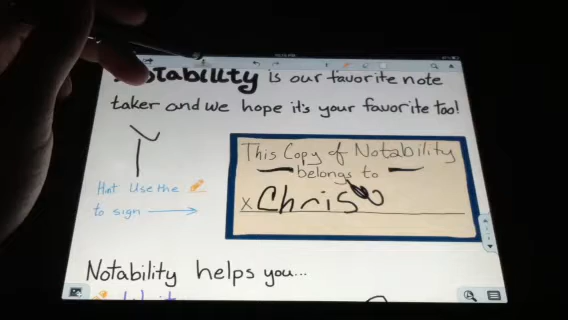 Notability is our favorite note
taker and we hope it's your favorite too!
This Copy of Notability
belongs to
Hint Use the
to sign
x Chris
Notability helps you...